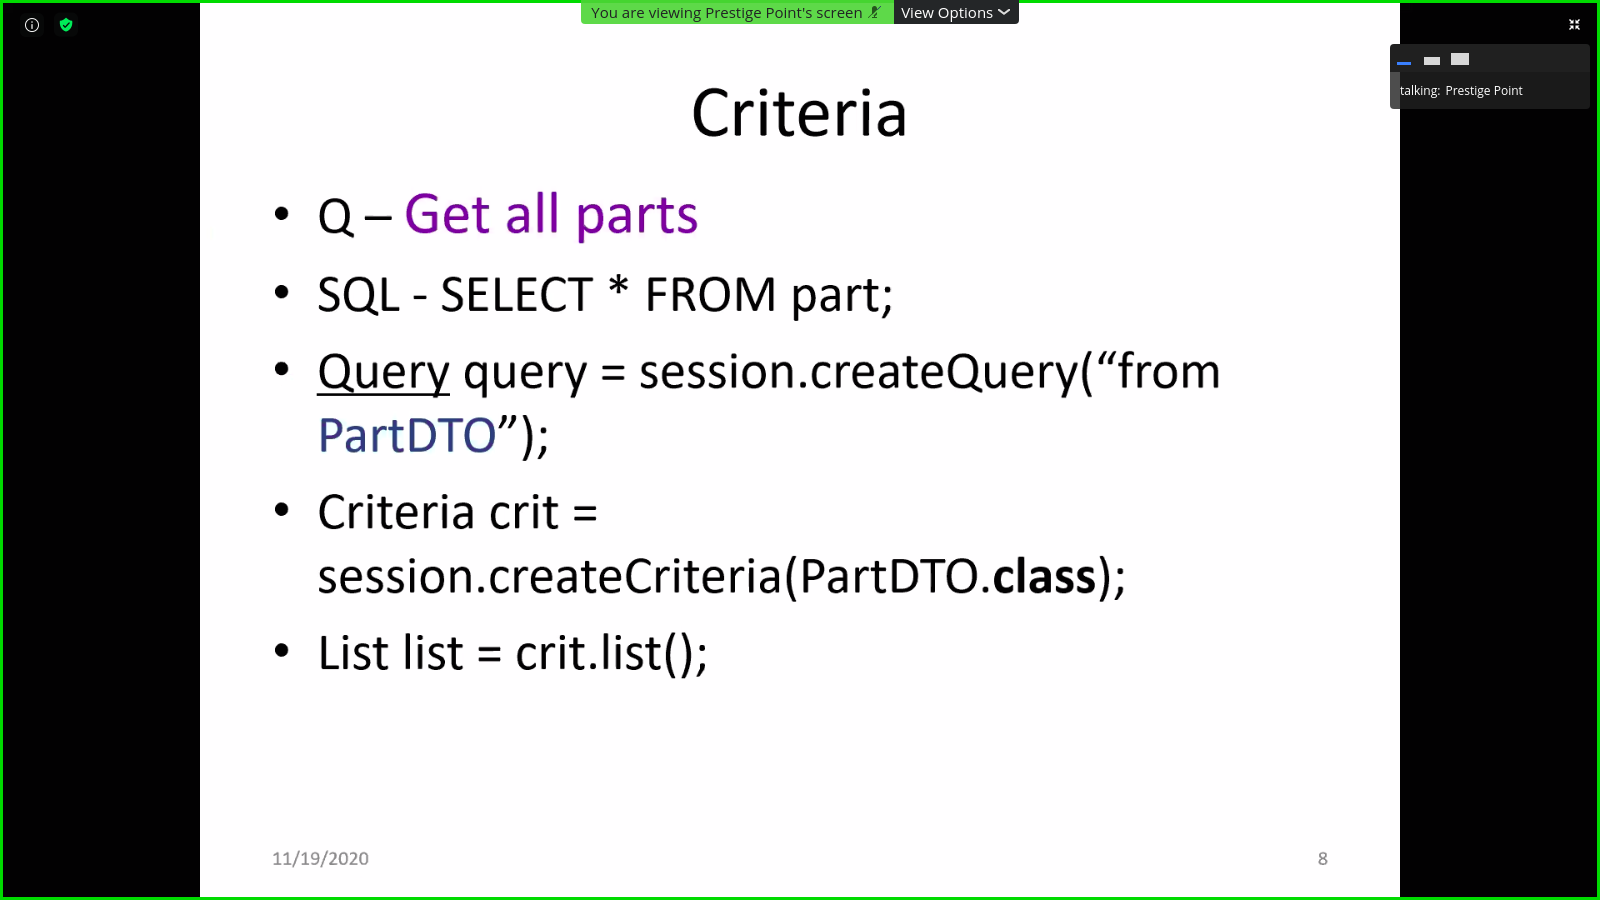 You are viewing Prestige Point's screen View Options
talking: Prestige Point
Criteria
• Q – Get all parts
• SQL - SELECT * FROM part;
• Query query = session.createQuery(“from
PartDTO”);
• Criteria crit =
session.createCriteria(PartDTO.class);
• List list = crit.list();
11/19/2020 8